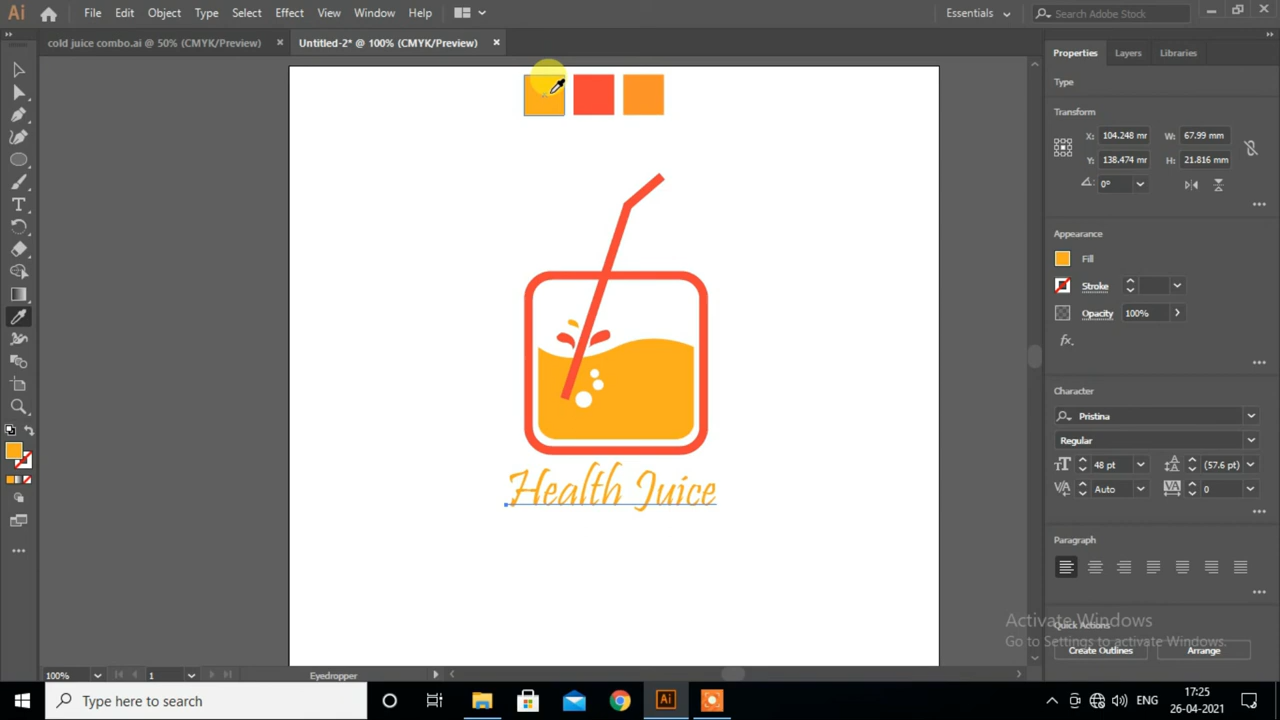 Ai File Edit Object Type Select Effect View Window Help Essentials Search Adobe Stock
cold juice combo.ai @ 50% (CMYK/Preview) × Untitled-2* @ 100% (CMYK/Preview) ×
Properties Layers Libraries
Type
Transform
X: 104.248 mr W: 67.99 mm
Y: 138.474 mr H: 21.816 mm
0°
Appearance
Fill
Stroke
Opacity 100%
fx.
Character
Pristina
Regular
48 pt (57.6 pt)
Auto 0
Paragraph
Health Juice
Activate Windows
Quick Actions
Go to Settings to activate Windows.
Create Outlines Arrange
100% 1 Eyedropper
Type here to search
Ai
ENG
17:25
26-04-2021